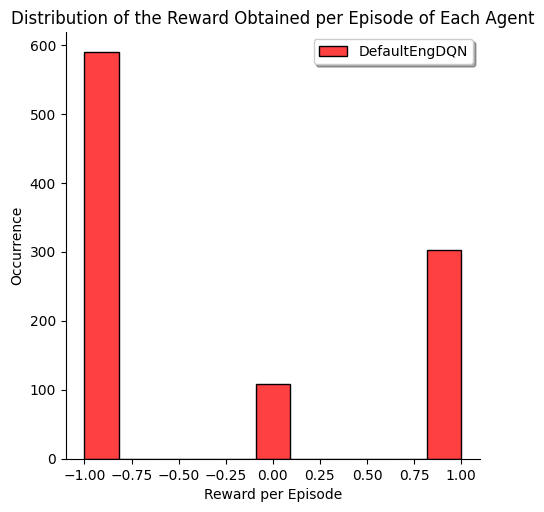 Distribution of the Reward Obtained per Episode of Each Agent
DefaultEngDQN
600
500
400
300
200
100
0
Occurrence
−1.00 −0.75 −0.50 −0.25 0.00 0.25 0.50 0.75 1.00
Reward per Episode